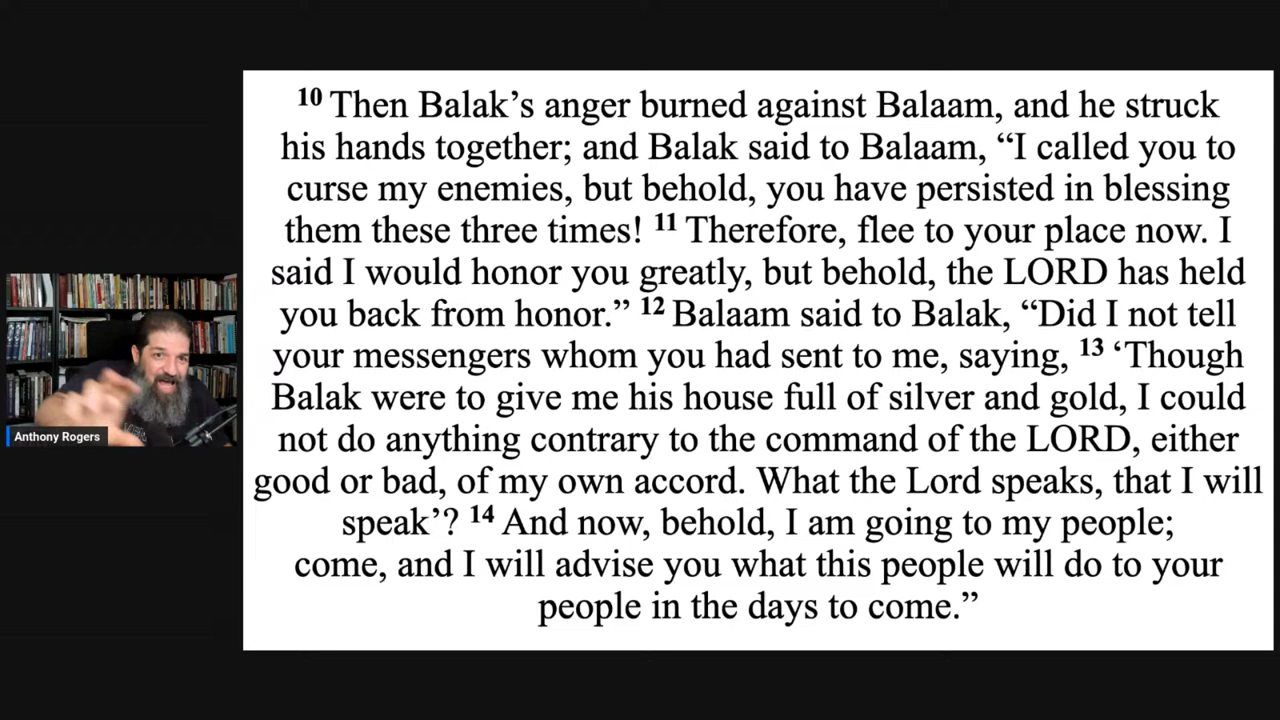 10 Then Balak’s anger burned against Balaam, and he struck
his hands together; and Balak said to Balaam, “I called you to
curse my enemies, but behold, you have persisted in blessing
them these three times! 11 Therefore, flee to your place now. I
said I would honor you greatly, but behold, the LORD has held
you back from honor.” 12 Balaam said to Balak, “Did I not tell
your messengers whom you had sent to me, saying, 13 ‘Though
Balak were to give me his house full of silver and gold, I could
not do anything contrary to the command of the LORD, either
good or bad, of my own accord. What the Lord speaks, that I will
speak’? 14 And now, behold, I am going to my people;
come, and I will advise you what this people will do to your
people in the days to come.”
Anthony Rogers